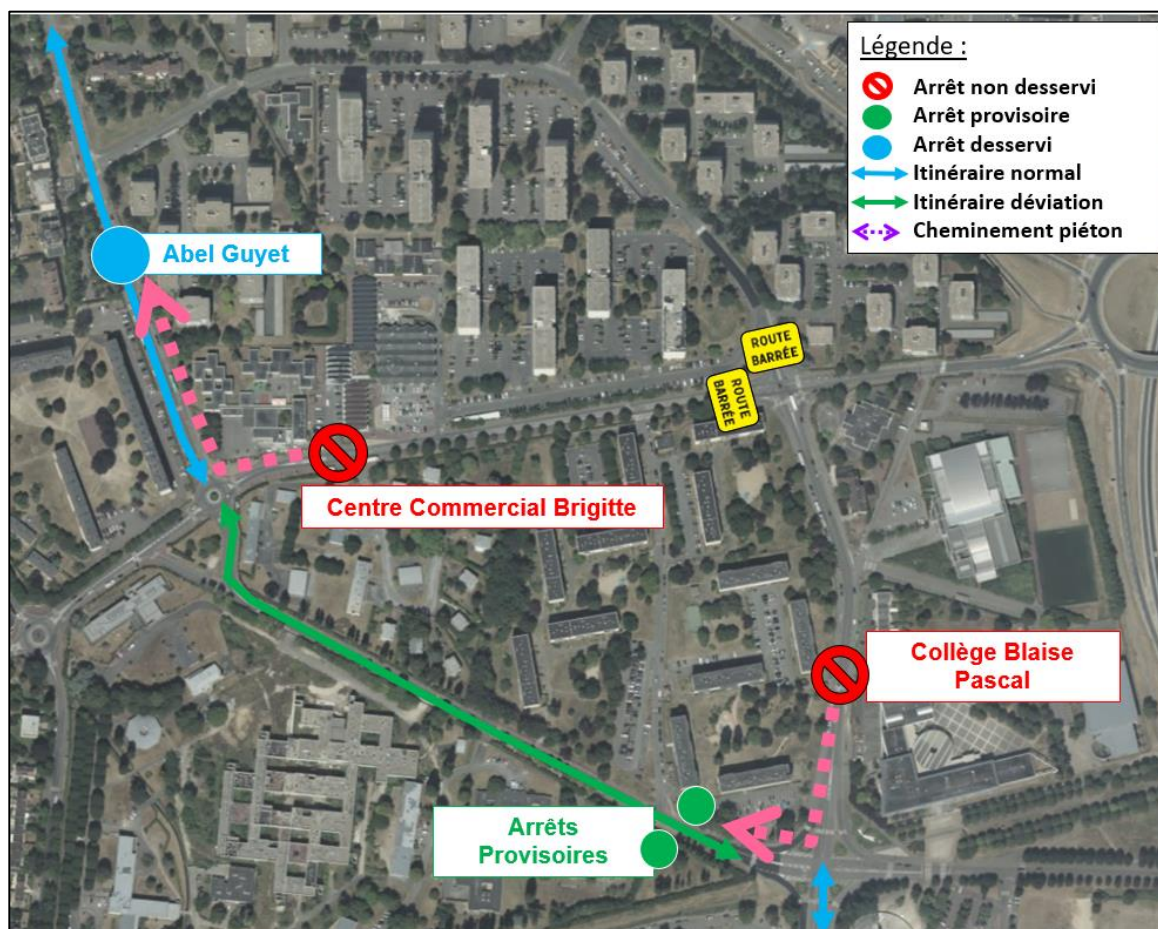 Légende :
Arrêt non desservi
Arrêt provisoire
Arrêt desservi
Itinéraire normal
Itinéraire déviation
Cheminement piéton
Abel Guyet
ROUTE
BARRÉE
ROUTE
BARRÉE
Centre Commercial Brigitte
Collège Blaise
Pascal
Arrêts
Provisoires